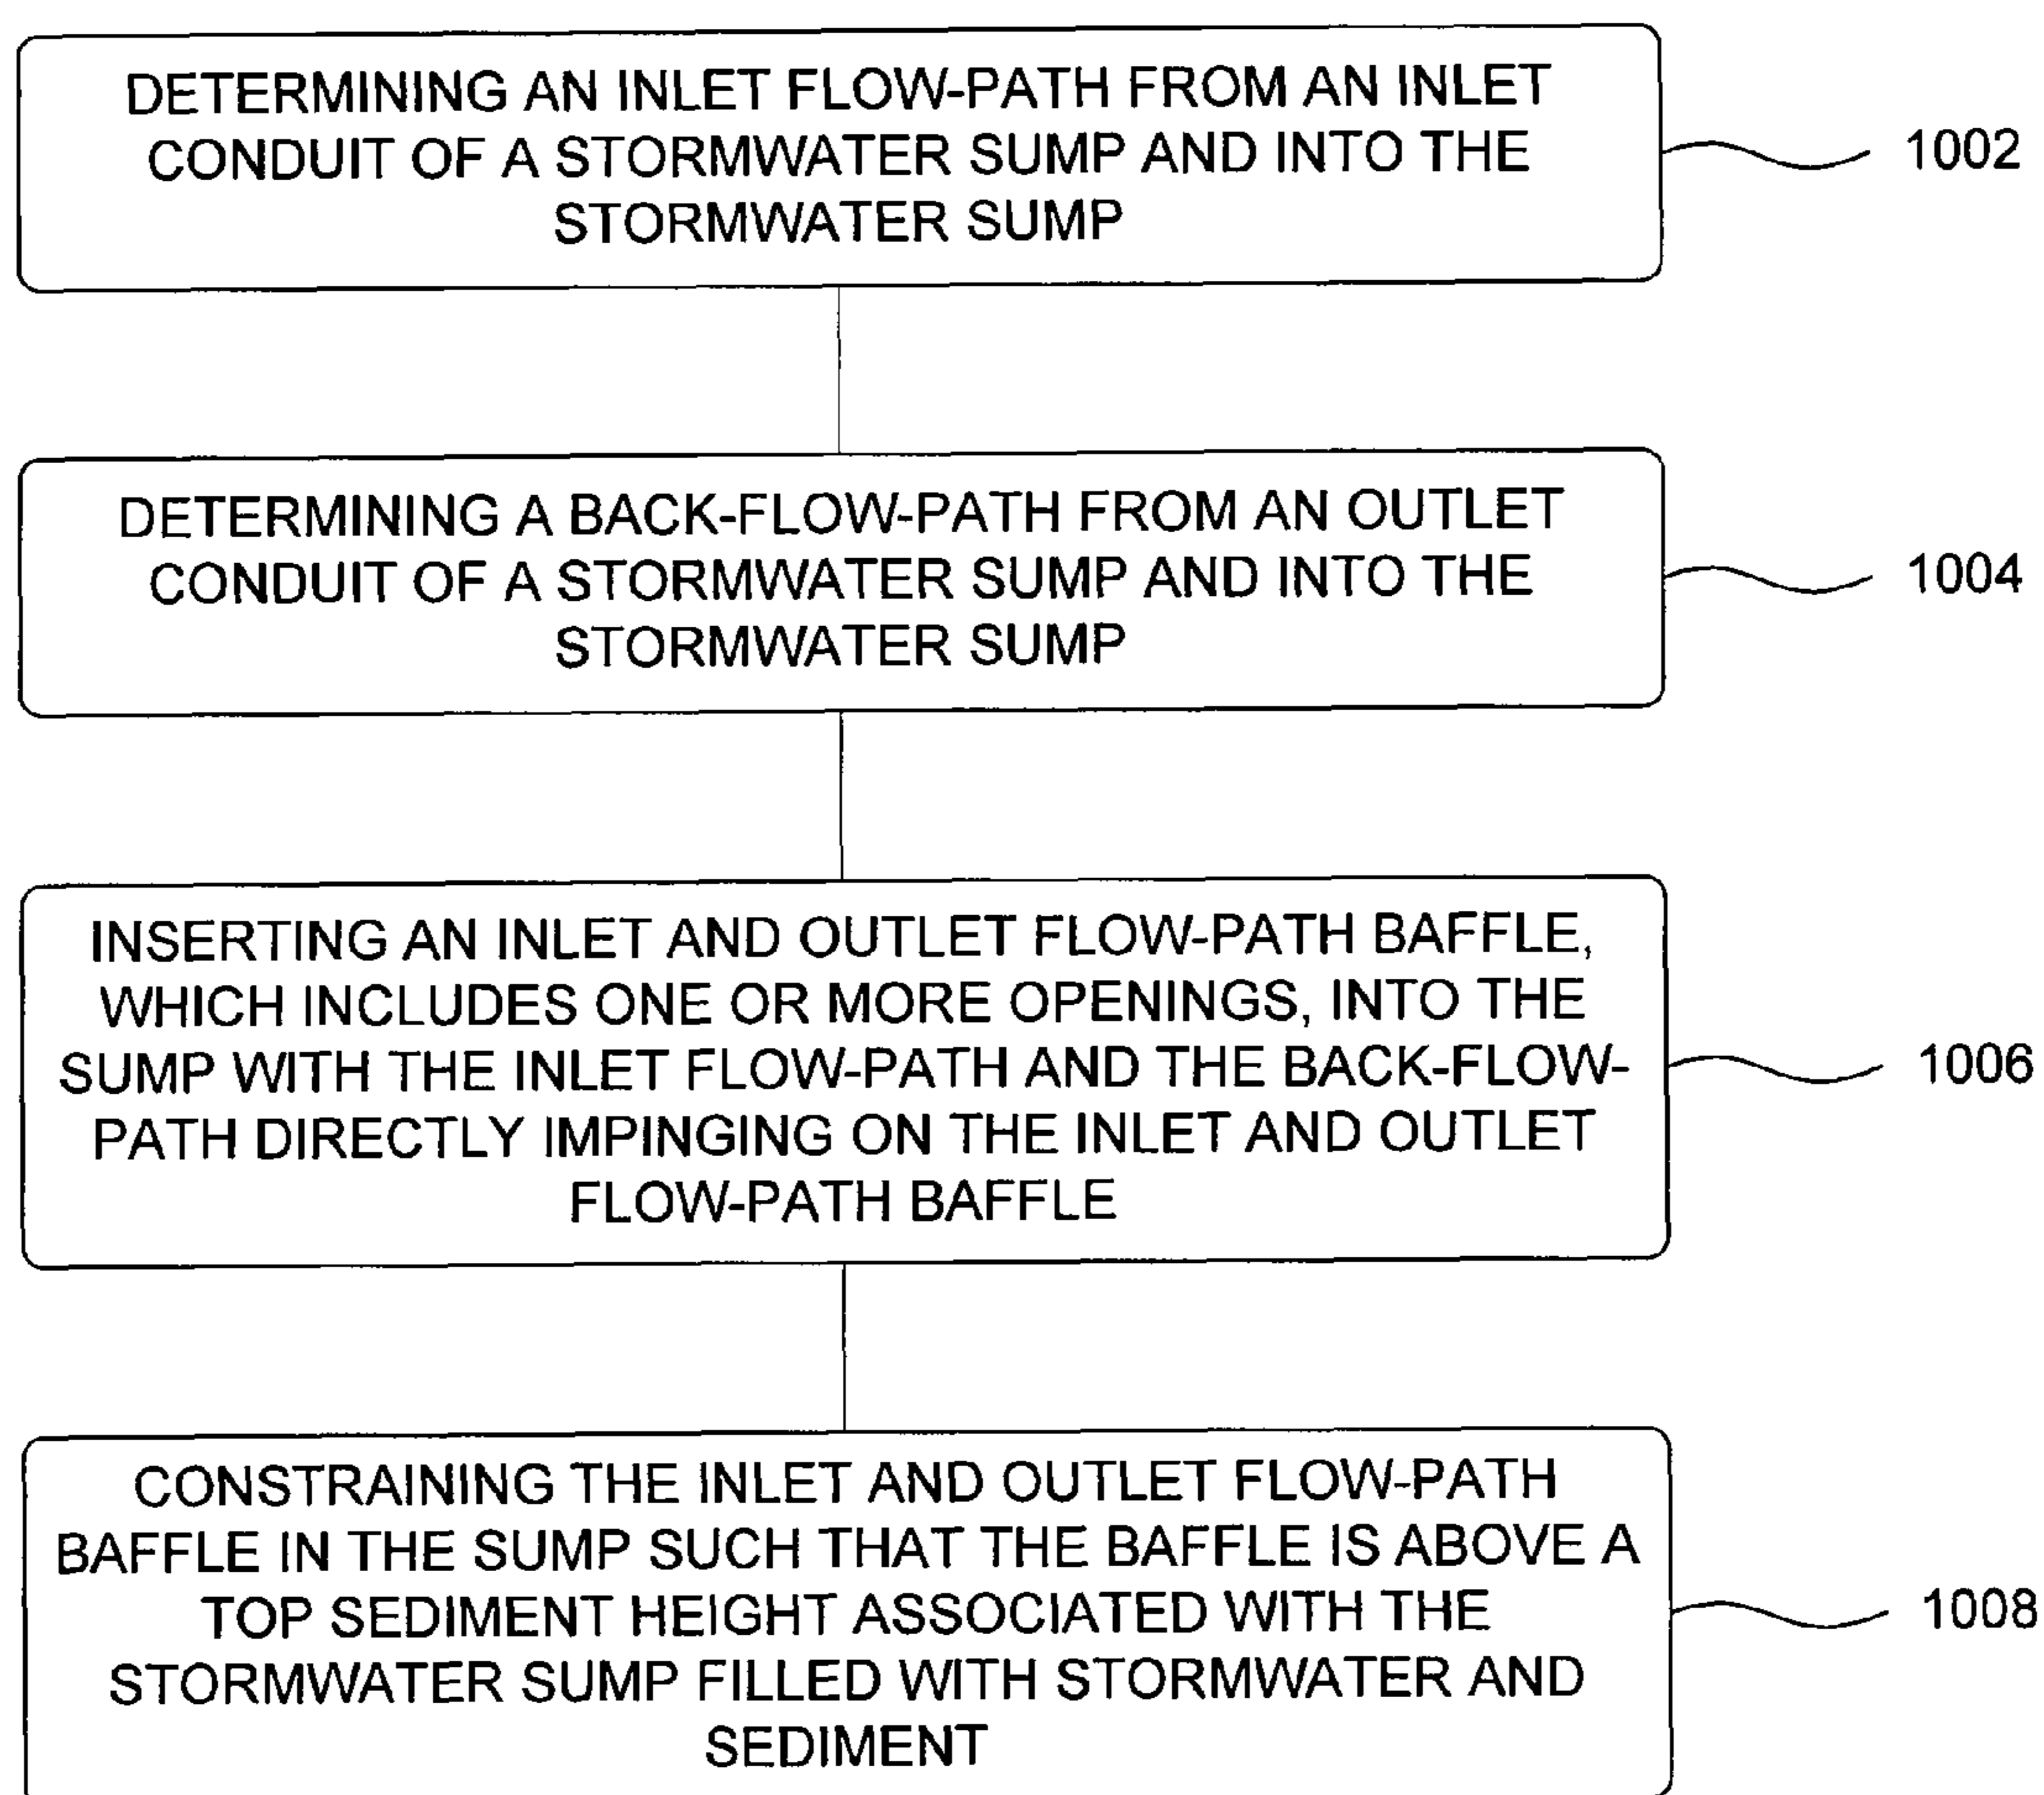 DETERMINING AN INLET FLOW-PATH FROM AN INLET
CONDUIT OF A STORMWATER SUMP AND INTO THE
STORMWATER SUMP
1002
DETERMINING A BACK-FLOW-PATH FROM AN OUTLET
CONDUIT OF A STORMWATER SUMP AND INTO THE
STORMWATER SUMP
1004
INSERTING AN INLET AND OUTLET FLOW-PATH BAFFLE,
WHICH INCLUDES ONE OR MORE OPENINGS, INTO THE
SUMP WITH THE INLET FLOW-PATH AND THE BACK-FLOW-
PATH DIRECTLY IMPINGING ON THE INLET AND OUTLET
FLOW-PATH BAFFLE
1006
CONSTRAINING THE INLET AND OUTLET FLOW-PATH
BAFFLE IN THE SUMP SUCH THAT THE BAFFLE IS ABOVE A
TOP SEDIMENT HEIGHT ASSOCIATED WITH THE
STORMWATER SUMP FILLED WITH STORMWATER AND
SEDIMENT
1008